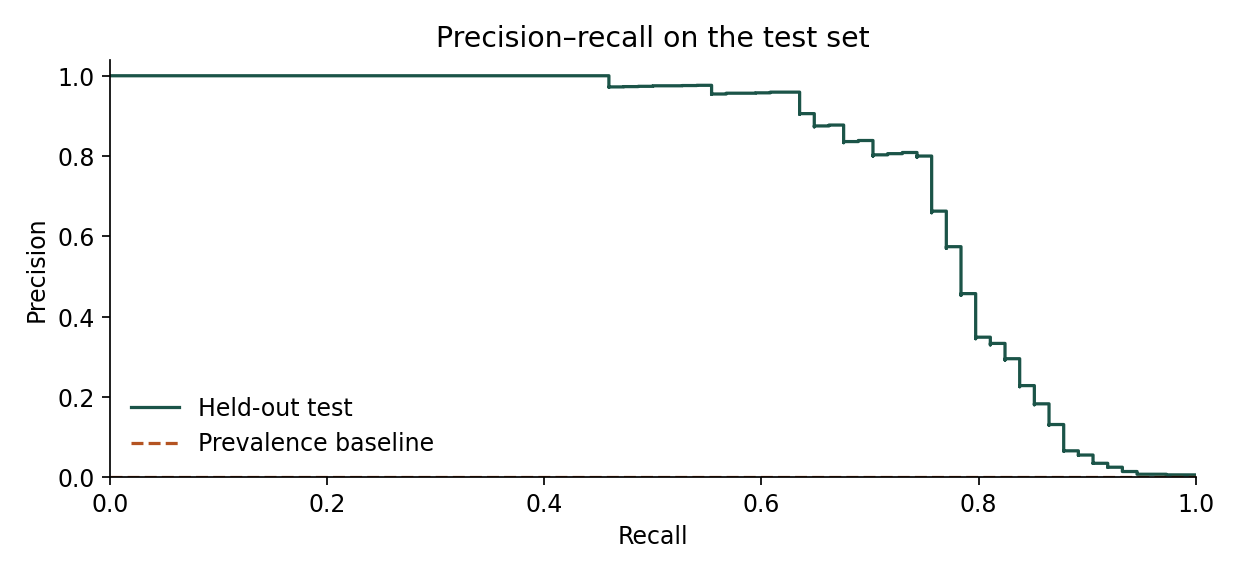 Precision–recall on the test set
Precision
1.0
0.8
0.6
0.4
0.2
0.0
Held-out test
Prevalence baseline
0.0 0.2 0.4 0.6 0.8 1.0
Recall